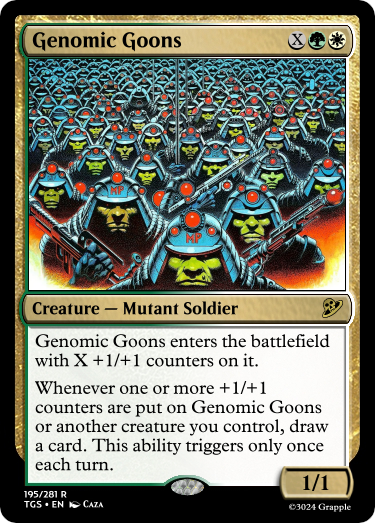 Genomic Goons X
MP
MP
Creature — Mutant Soldier
Genomic Goons enters the battlefield
with X +1/+1 counters on it.
Whenever one or more +1/+1
counters are put on Genomic Goons
or another creature you control, draw
a card. This ability triggers only once
each turn.
1/1
195/281 R
TGS • EN CAZA
©3024 Grapple